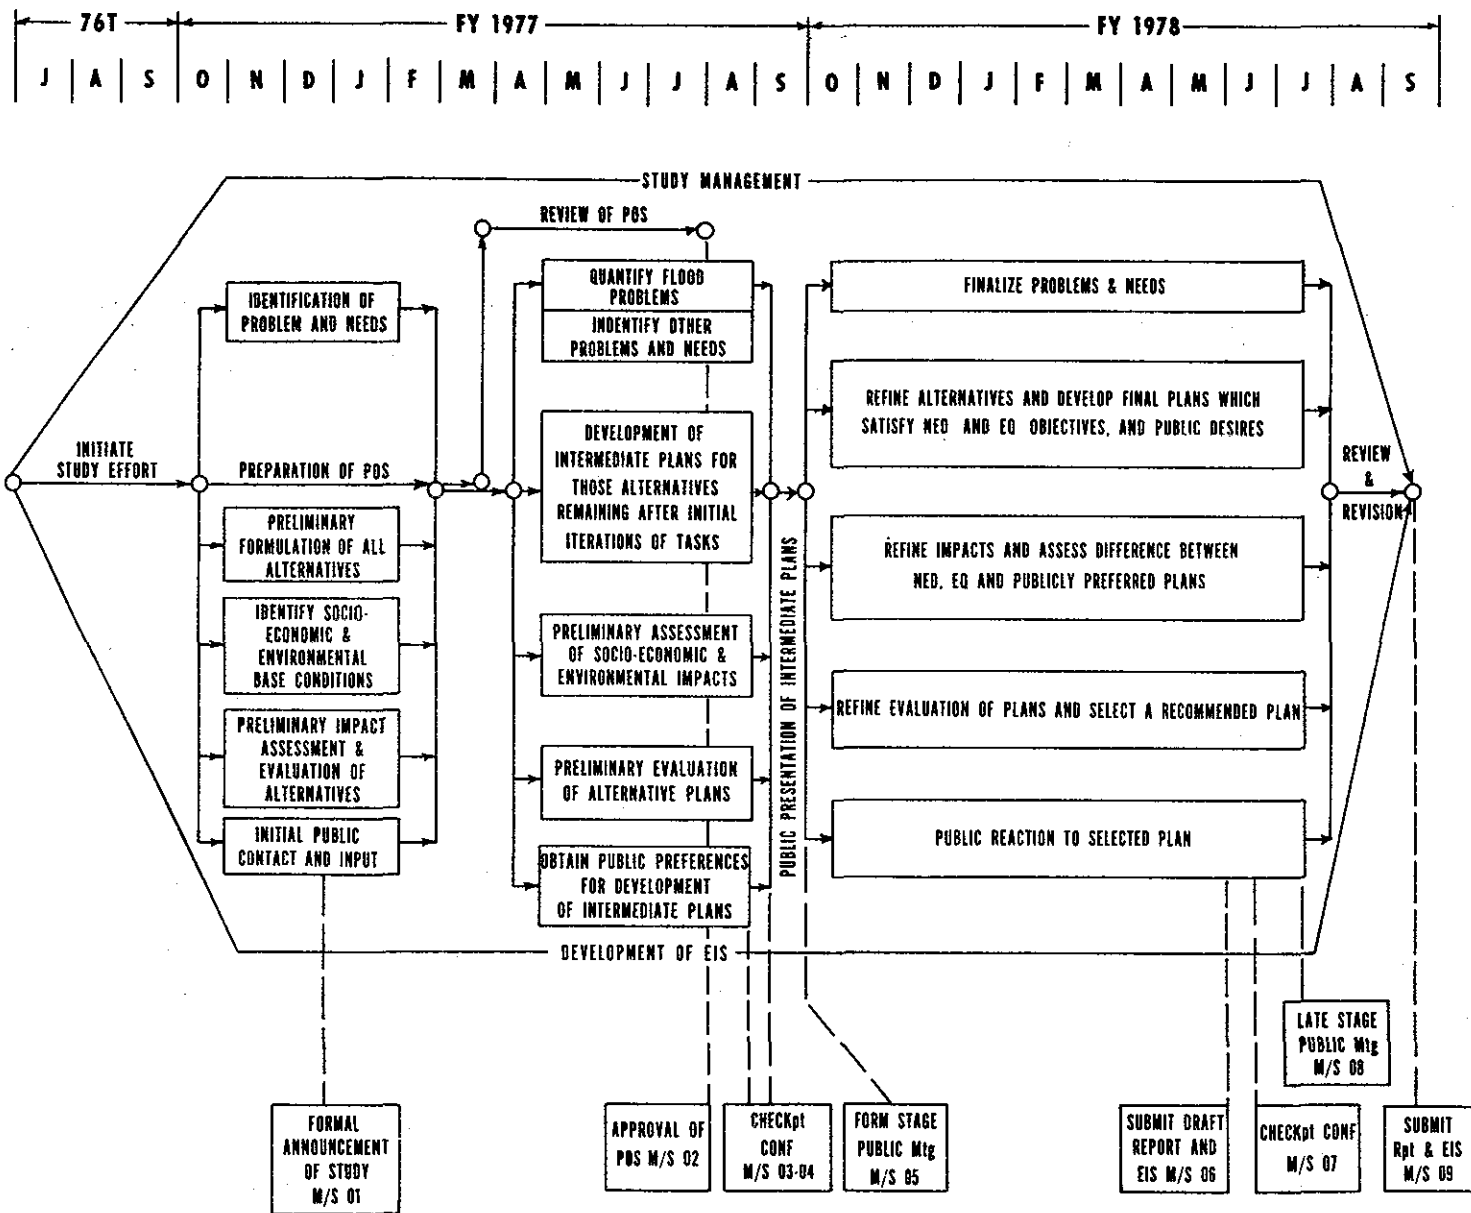 76T
FY 1977
FY 1978
J A S O N D J F M A M J J A S O N D J F M A M J J A S
STUDY MANAGEMENT
REVIEW OF POS
INITIATE
STUDY EFFORT
IDENTIFICATION OF
PROBLEM AND NEEDS
PREPARATION OF POS
PRELIMINARY
FORMULATION OF ALL
ALTERNATIVES
IDENTIFY SOCIO-
ECONOMIC &
ENVIRONMENTAL
BASE CONDITIONS
PRELIMINARY IMPACT
ASSESSMENT &
EVALUATION OF
ALTERNATIVES
INITIAL PUBLIC
CONTACT AND INPUT
QUANTIFY FLOOD
PROBLEMS
INDENTIFY OTHER
PROBLEMS AND NEEDS
DEVELOPMENT OF
INTERMEDIATE PLANS FOR
THOSE ALTERNATIVES
REMAINING AFTER INITIAL
ITERATIONS OF TASKS
PRELIMINARY ASSESSMENT
OF SOCIO-ECONOMIC &
ENVIRONMENTAL IMPACTS
PRELIMINARY EVALUATION
OF ALTERNATIVE PLANS
OBTAIN PUBLIC PREFERENCES
FOR DEVELOPMENT
OF INTERMEDIATE PLANS
PUBLIC PRESENTATION OF INTERMEDIATE PLANS
FINALIZE PROBLEMS & NEEDS
REFINE ALTERNATIVES AND DEVELOP FINAL PLANS WHICH
SATISFY NED AND EQ OBJECTIVES, AND PUBLIC DESIRES
REFINE IMPACTS AND ASSESS DIFFERENCE BETWEEN
NED, EQ AND PUBLICLY PREFERRED PLANS
REFINE EVALUATION OF PLANS AND SELECT A RECOMMENDED PLAN
PUBLIC REACTION TO SELECTED PLAN
REVIEW
&
REVISION
DEVELOPMENT OF EIS
FORMAL
ANNOUNCEMENT
OF STUDY
M/S 01
APPROVAL OF
POS M/S 02
CHECKpt
CONF
M/S 03-04
FORM STAGE
PUBLIC Mtg
M/S 05
SUBMIT DRAFT
REPORT AND
EIS M/S 06
CHECKpt CONF
M/S 07
LATE STAGE
PUBLIC Mtg
M/S 08
SUBMIT
Rpt & EIS
M/S 09